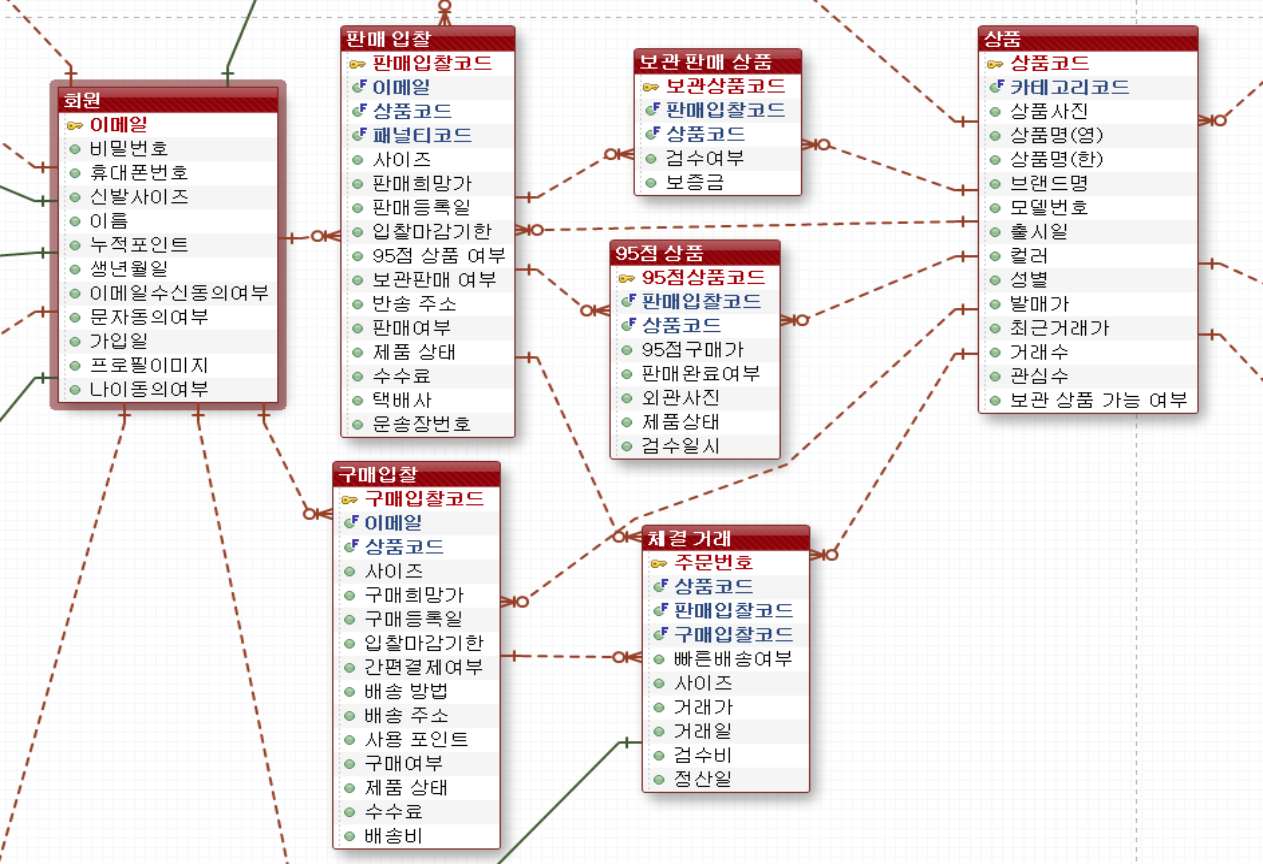 회원
이메일
비밀번호
휴대폰번호
신발사이즈
이름
누적포인트
생년월일
이메일수신동의여부
문자동의여부
가입일
프로필이미지
나이동의여부
판매 입찰
판매입찰코드
이메일
상품코드
패널티코드
사이즈
판매희망가
판매등록일
입찰마감기한
95점 상품 여부
보관판매 여부
반송 주소
판매여부
제품 상태
수수료
택배사
운송장번호
보관 판매 상품
보관상품코드
판매입찰코드
상품코드
검수여부
보증금
95점 상품
95점상품코드
판매입찰코드
상품코드
95점구매가
판매완료여부
외관사진
제품상태
검수일시
상품
상품코드
카테고리코드
상품사진
상품명(영)
상품명(한)
브랜드명
모델번호
출시일
컬러
성별
발매가
최근거래가
거래수
관심수
보관 상품 가능 여부
구매입찰
구매입찰코드
이메일
상품코드
사이즈
구매희망가
구매등록일
입찰마감기한
간편결제여부
배송 방법
배송 주소
사용 포인트
구매여부
제품 상태
수수료
배송비
체결 거래
주문번호
상품코드
판매입찰코드
구매입찰코드
빠른배송여부
사이즈
거래가
거래일
검수비
정산일